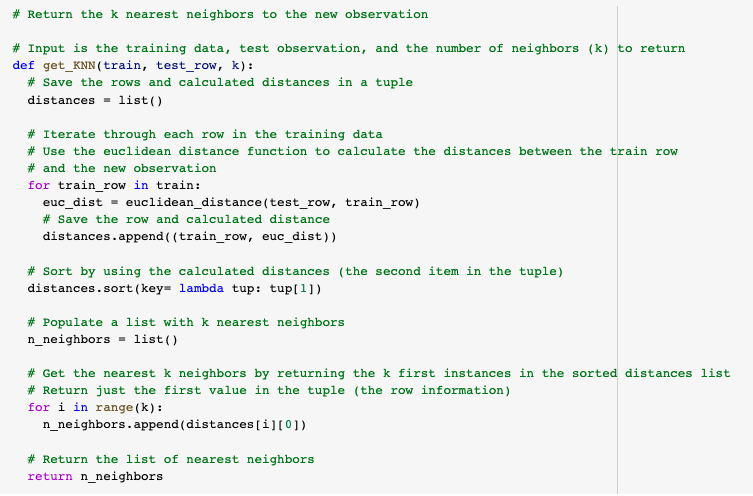 # Return the k nearest neighbors to the new observation
# Input is the training data, test observation, and the number of neighbors (k) to return
def get_KNN(train, test_row, k):
  # Save the rows and calculated distances in a tuple
  distances = list()
  # Iterate through each row in the training data
  # Use the euclidean distance function to calculate the distances between the train row
  # and the new observation
  for train_row in train:
    euc_dist = euclidean_distance(test_row, train_row)
    # Save the row and calculated distance
    distances.append((train_row, euc_dist))
  # Sort by using the calculated distances (the second item in the tuple)
  distances.sort(key= lambda tup: tup[1])
  # Populate a list with k nearest neighbors
  n_neighbors = list()
  # Get the nearest k neighbors by returning the k first instances in the sorted distances list
  # Return just the first value in the tuple (the row information)
  for i in range(k):
    n_neighbors.append(distances[i][0])
  # Return the list of nearest neighbors
  return n_neighbors